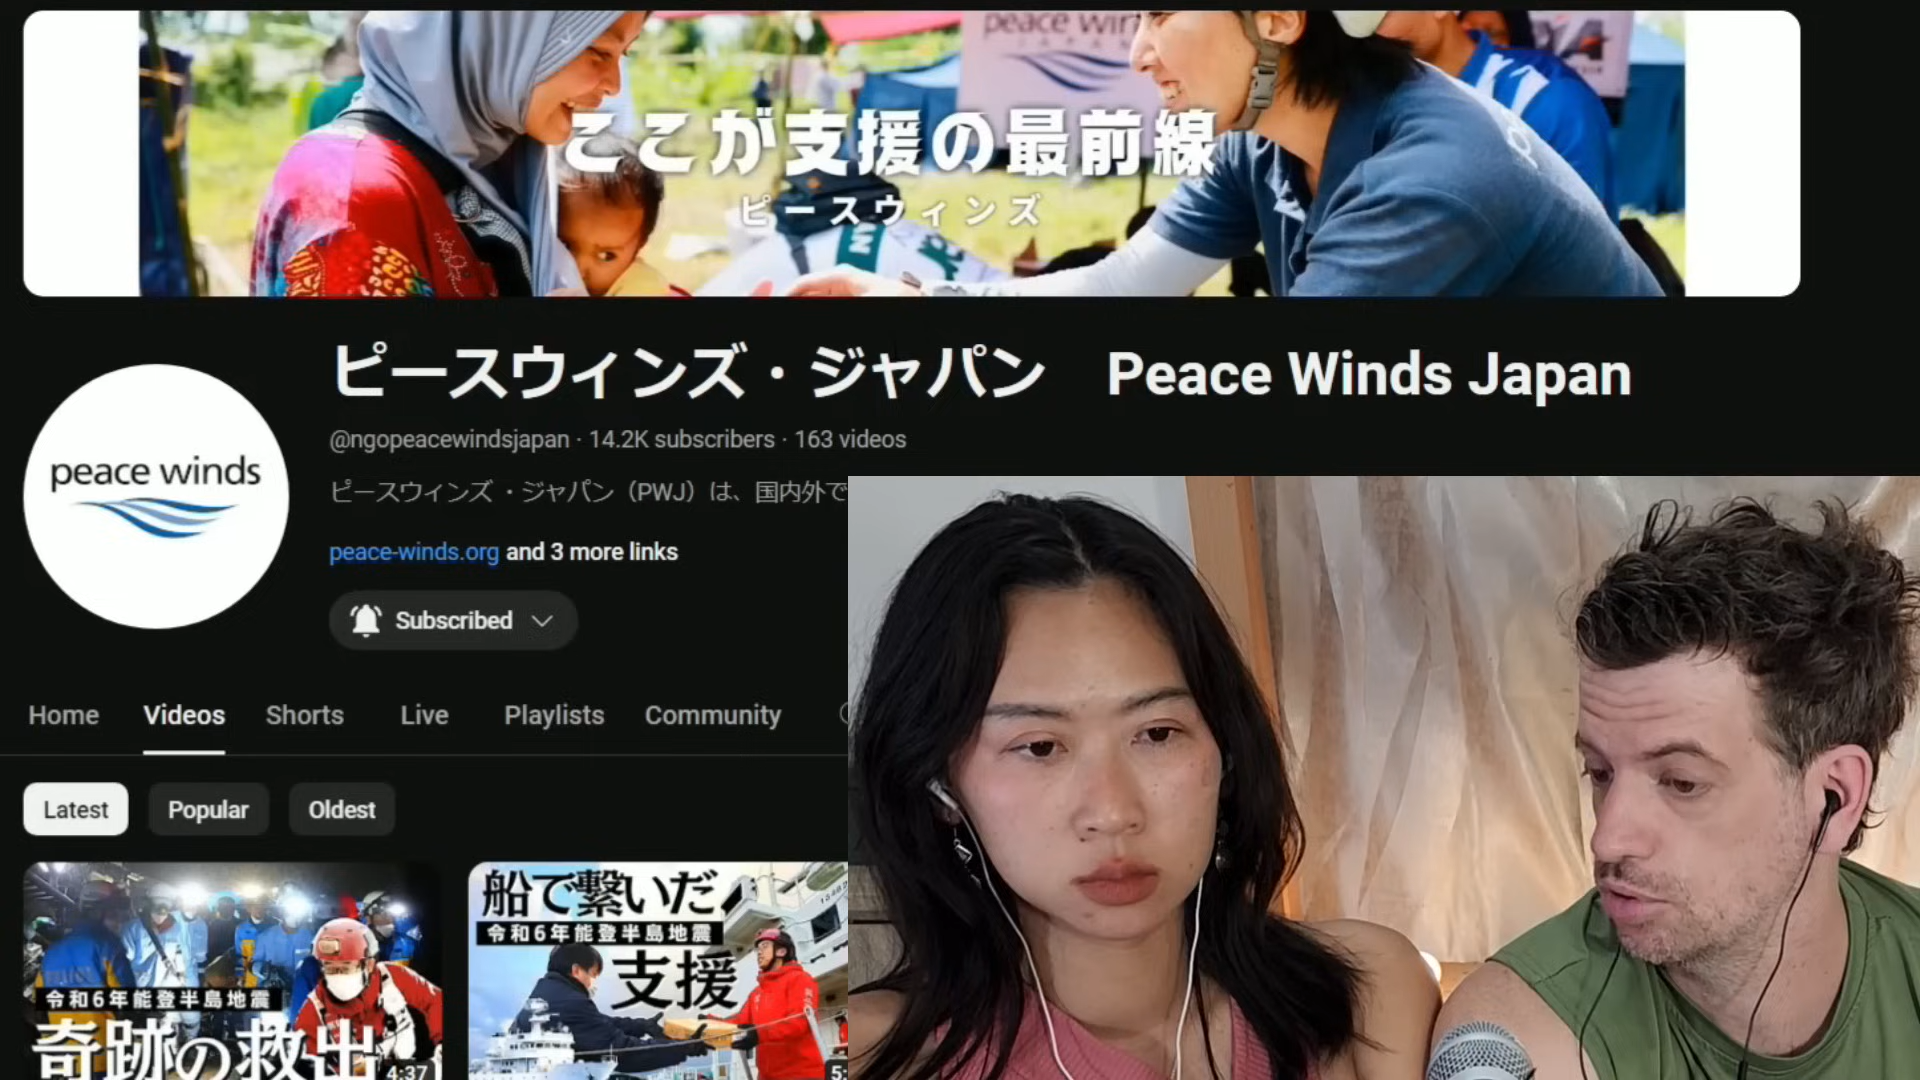 peace win
JAPAN
ここが支援の最前線
ピースウィンズ
ピースウィンズ・ジャパン Peace Winds Japan
@ngopeacewindsjapan · 14.2K subscribers · 163 videos
peace winds
ピースウィンズ ・ジャパン（PWJ）は、国内外で
peace-winds.org and 3 more links
Subscribed
Home Videos Shorts Live Playlists Community
Latest Popular Oldest
令和6年能登半島地震
奇跡の救出
4:37
船で繋いだ
令和6年能登半島地震
支援
5: